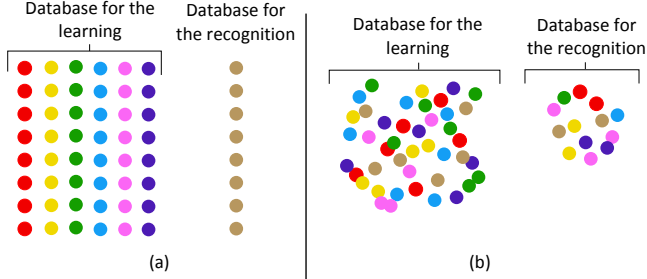 Database for the
learning
Database for
the recognition
(a)
Database for the
learning
Database for
the recognition
(b)